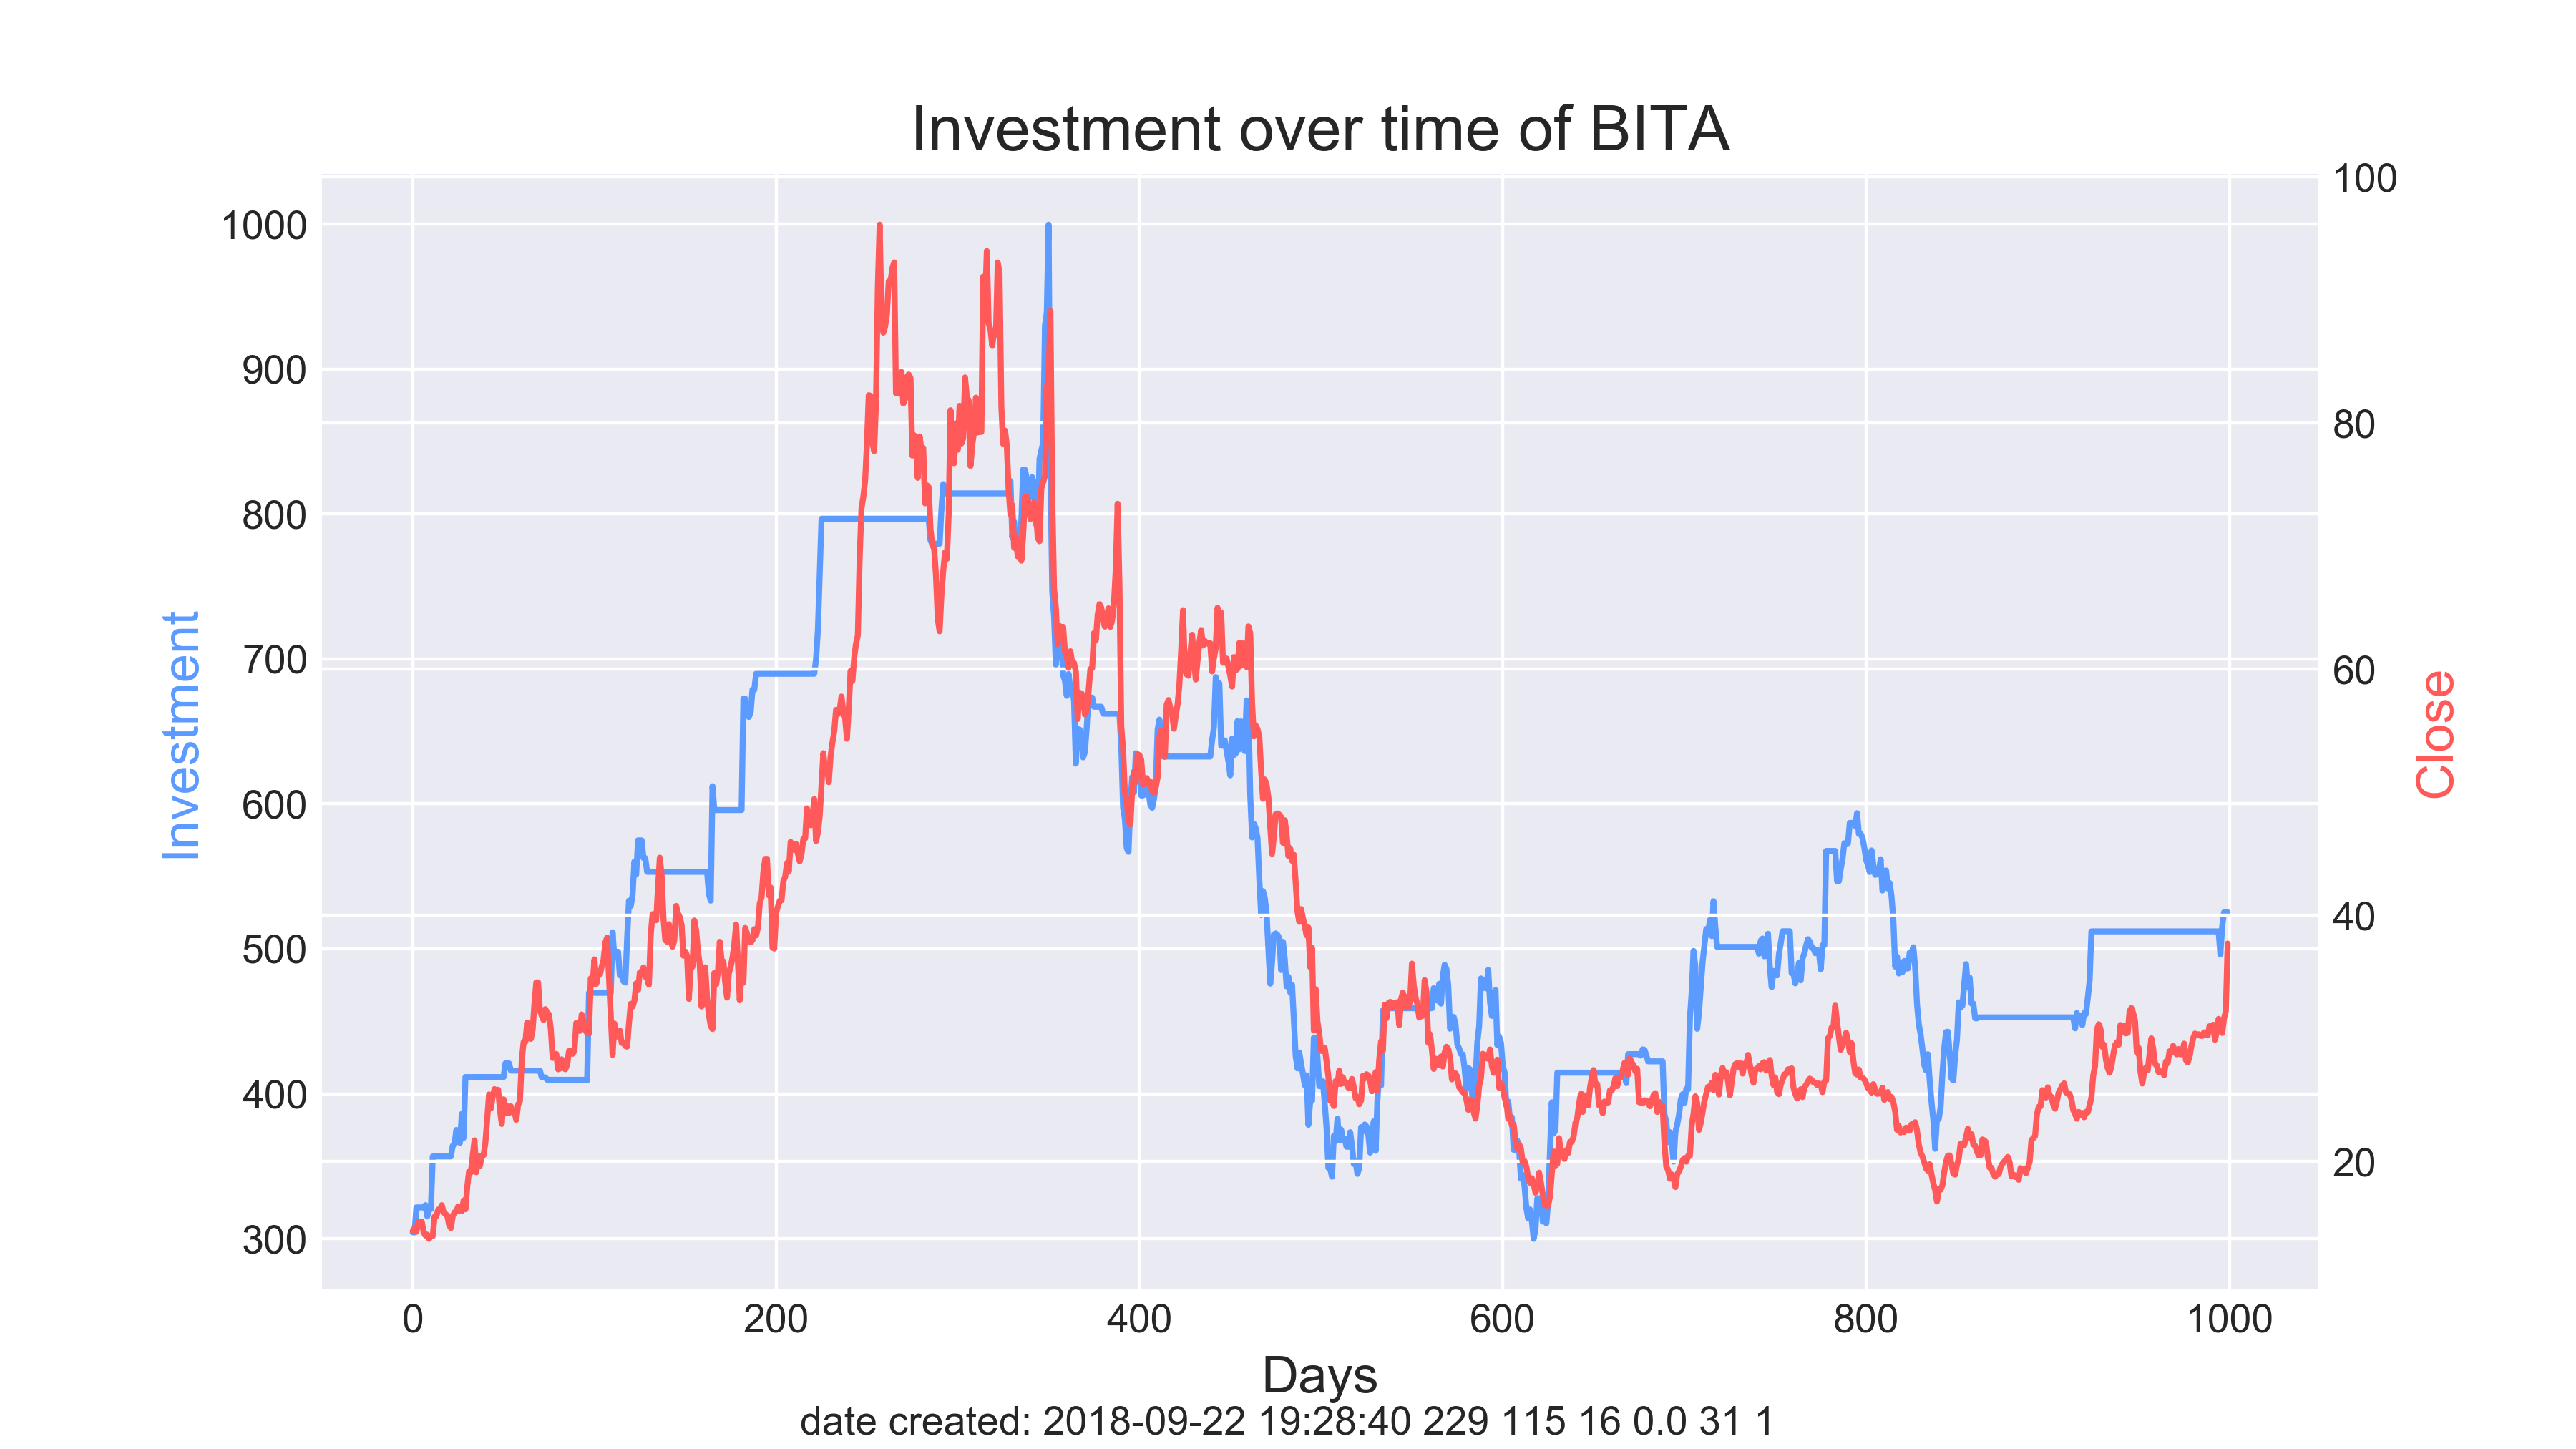 Investment over time of BITA
100
1000
900
80
800
700
60
600
40
500
400
20
300
Investment
Close
0 200 400 600 800 1000
Days
date created: 2018-09-22 19:28:40 229 115 16 0.0 31 1